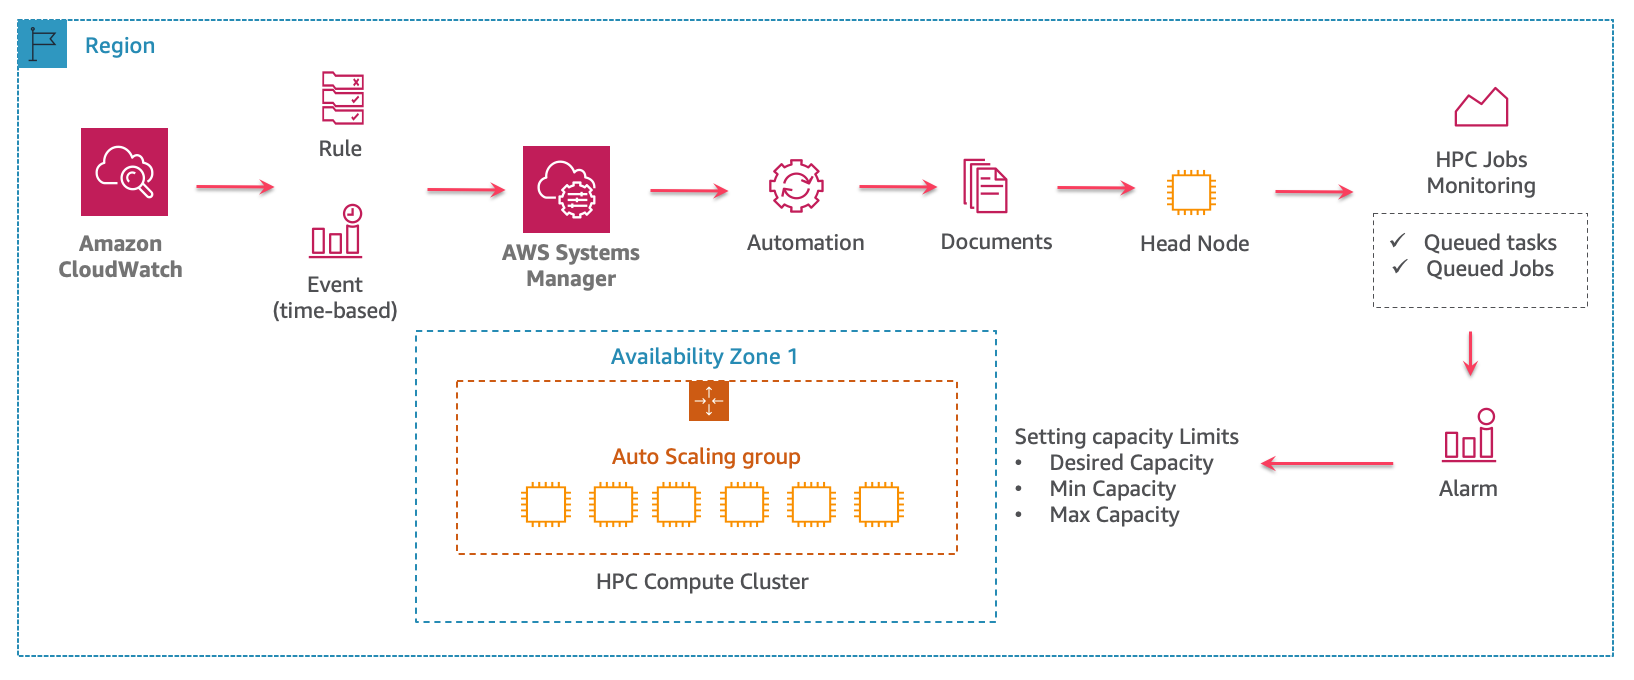 Region
Rule
Amazon
CloudWatch
Event
(time-based)
AWS Systems
Manager
Automation
Documents
Head Node
HPC Jobs
Monitoring
✓ Queued tasks
✓ Queued Jobs
Alarm
Setting capacity Limits
• Desired Capacity
• Min Capacity
• Max Capacity
Availability Zone 1
Auto Scaling group
HPC Compute Cluster